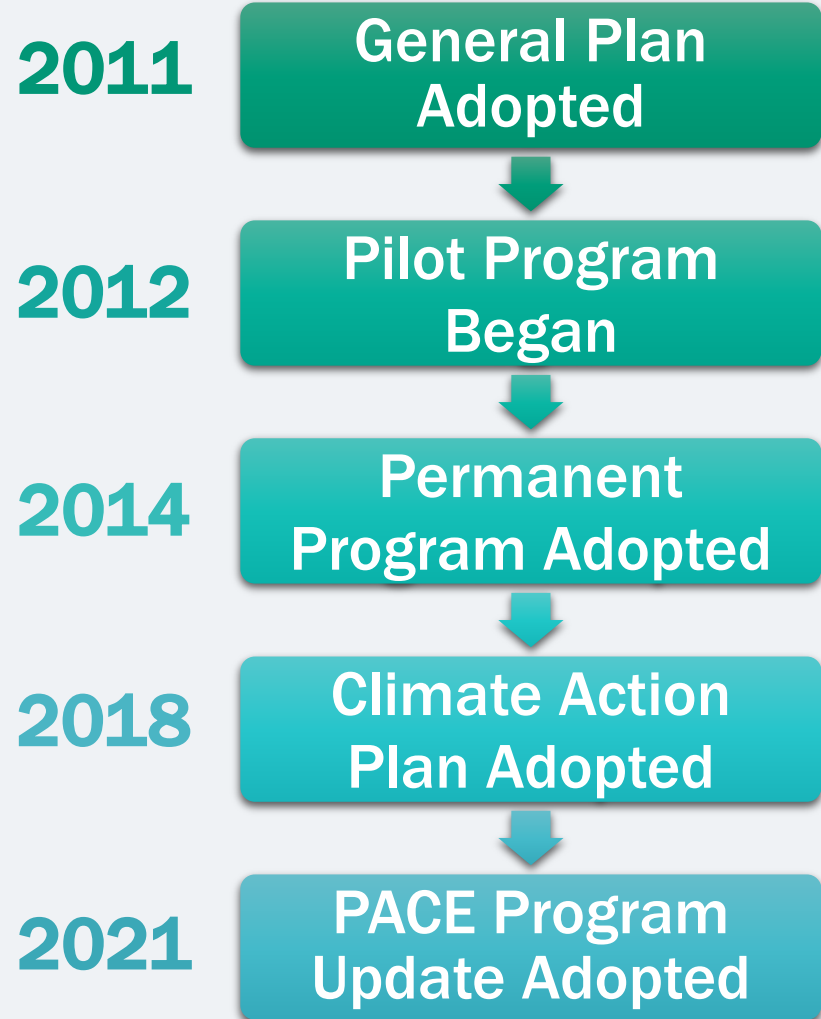 2011
General Plan
Adopted
2012
Pilot Program
Began
2014
Permanent
Program Adopted
2018
Climate Action
Plan Adopted
2021
PACE Program
Update Adopted